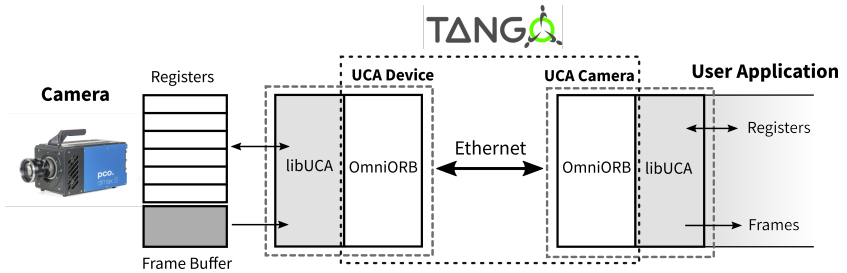 TANGO
UCA Device
UCA Camera
User Application
Camera
Registers
pco.
libUCA
OmniORB
Ethernet
OmniORB
libUCA
Registers
Frames
Frame Buffer